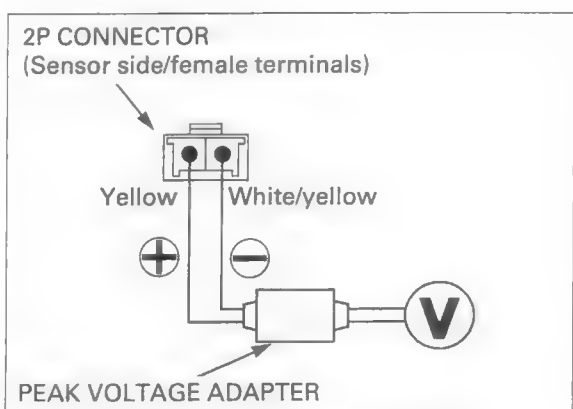 2P CONNECTOR
(Sensor side/female terminals)
Yellow
White/yellow
+
−
V
PEAK VOLTAGE ADAPTER